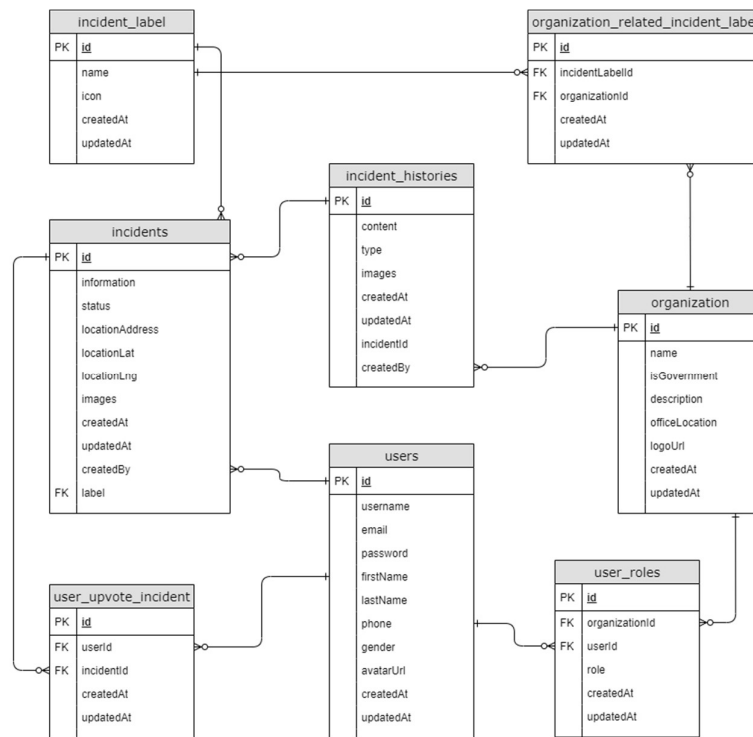 incident_label
PK id
name
icon
createdAt
updatedAt
organization_related_incident_labe
PK id
FK incidentLabelId
FK organizationId
createdAt
updatedAt
incident_histories
PK id
content
type
images
createdAt
updatedAt
incidentId
createdBy
incidents
PK id
information
status
locationAddress
locationLat
locationLng
images
createdAt
updatedAt
createdBy
FK label
organization
PK id
name
isGovernment
description
officeLocation
logoUrl
createdAt
updatedAt
users
PK id
username
email
password
firstName
lastName
phone
gender
avatarUrl
createdAt
updatedAt
user_upvote_incident
PK id
FK userId
FK incidentId
createdAt
updatedAt
user_roles
PK id
FK organizationId
FK userId
role
createdAt
updatedAt